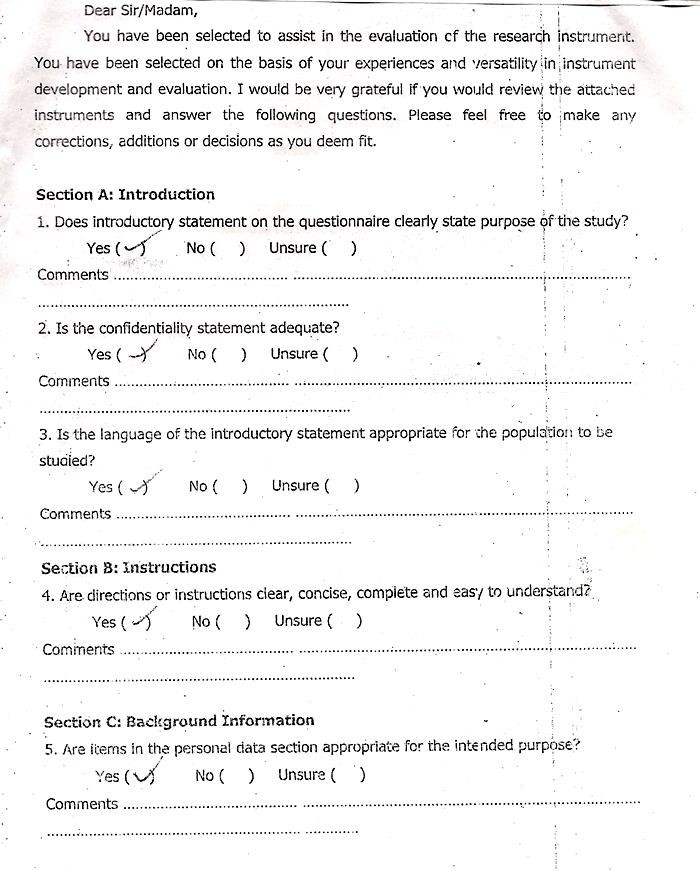 Dear Sir/Madam,
You have been selected to assist in the evaluation of the research instrument.
You have been selected on the basis of your experiences and versatility in instrument
development and evaluation. I would be very grateful if you would review the attached
instruments and answer the following questions. Please feel free to make any
corrections, additions or decisions as you deem fit.
Section A: Introduction
1. Does introductory statement on the questionnaire clearly state purpose of the study?
Yes (✓) No ( ) Unsure ( )
Comments ........................................................................
........................................................................
2. Is the confidentiality statement adequate?
Yes (✓) No ( ) Unsure ( )
Comments ........................................................................
........................................................................
3. Is the language of the introductory statement appropriate for the population to be
studied?
Yes (✓) No ( ) Unsure ( )
Comments ........................................................................
........................................................................
Section B: Instructions
4. Are directions or instructions clear, concise, complete and easy to understand?
Yes (✓) No ( ) Unsure ( )
Comments ........................................................................
........................................................................
Section C: Background Information
5. Are items in the personal data section appropriate for the intended purpose?
Yes (✓) No ( ) Unsure ( )
Comments ........................................................................
........................................................................